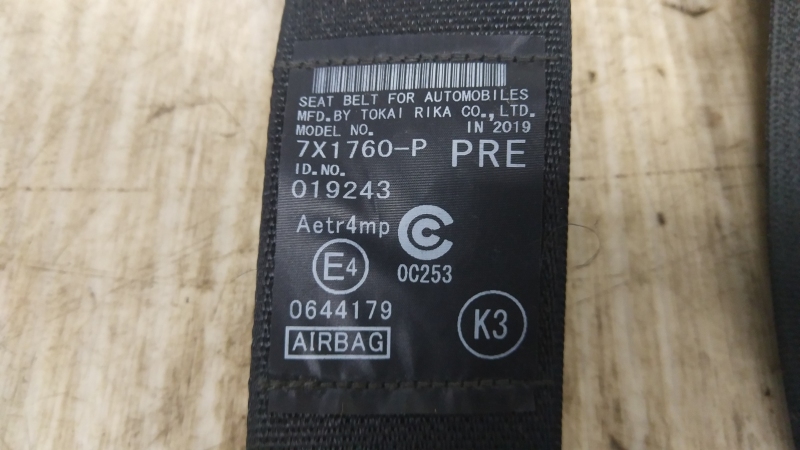 SEAT BELT FOR AUTOMOBILES
MFD.BY TOKAI RIKA CO., LTD.
MODEL NO. IN 2019
7X1760-P PRE
ID.NO.
019243
Aetr4mp
E4
0C253
0644179
K3
AIRBAG